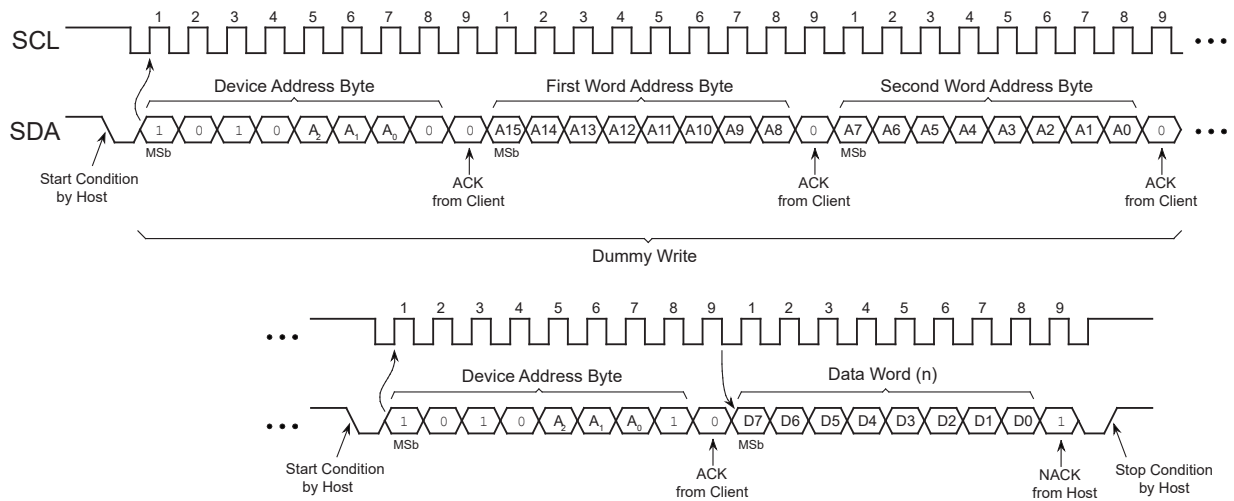 SCL
1 2 3 4 5 6 7 8 9 1 2 3 4 5 6 7 8 9 1 2 3 4 5 6 7 8 9
Device Address Byte First Word Address Byte Second Word Address Byte
SDA
1 0 1 0 A2 A1 A0 0 0 A15 A14 A13 A12 A11 A10 A9 A8 0 A7 A6 A5 A4 A3 A2 A1 A0 0
MSb MSb MSb
Start Condition
by Host
ACK
from Client
ACK
from Client
ACK
from Client
Dummy Write
1 2 3 4 5 6 7 8 9 1 2 3 4 5 6 7 8 9
Device Address Byte Data Word (n)
1 0 1 0 A2 A1 A0 1 0 D7 D6 D5 D4 D3 D2 D1 D0 1
MSb MSb
Start Condition
by Host
ACK
from Client
NACK
from Host
Stop Condition
by Host